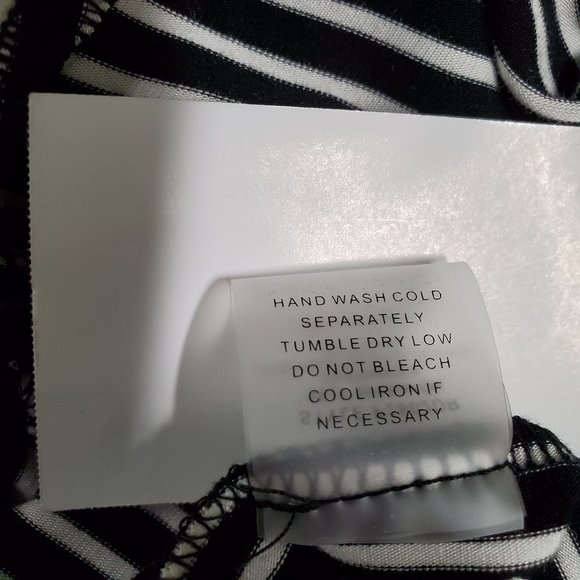 HAND WASH COLD
SEPARATELY
TUMBLE DRY LOW
DO NOT BLEACH
COOL IRON IF
NECESSARY